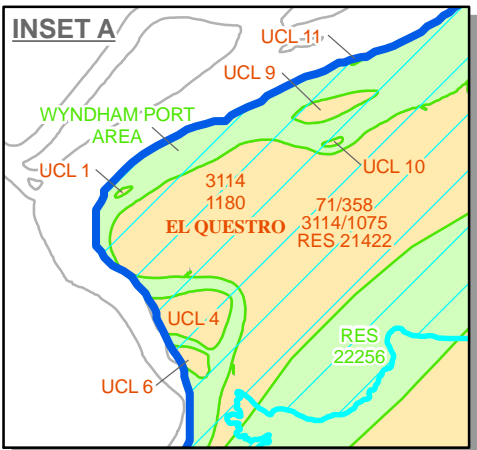 INSET A
UCL 11
UCL 9
WYNDHAM PORT
AREA
UCL 1
UCL 10
3114
1180
EL QUESTRO
71/358
3114/1075
RES 21422
UCL 4
RES
22256
UCL 6